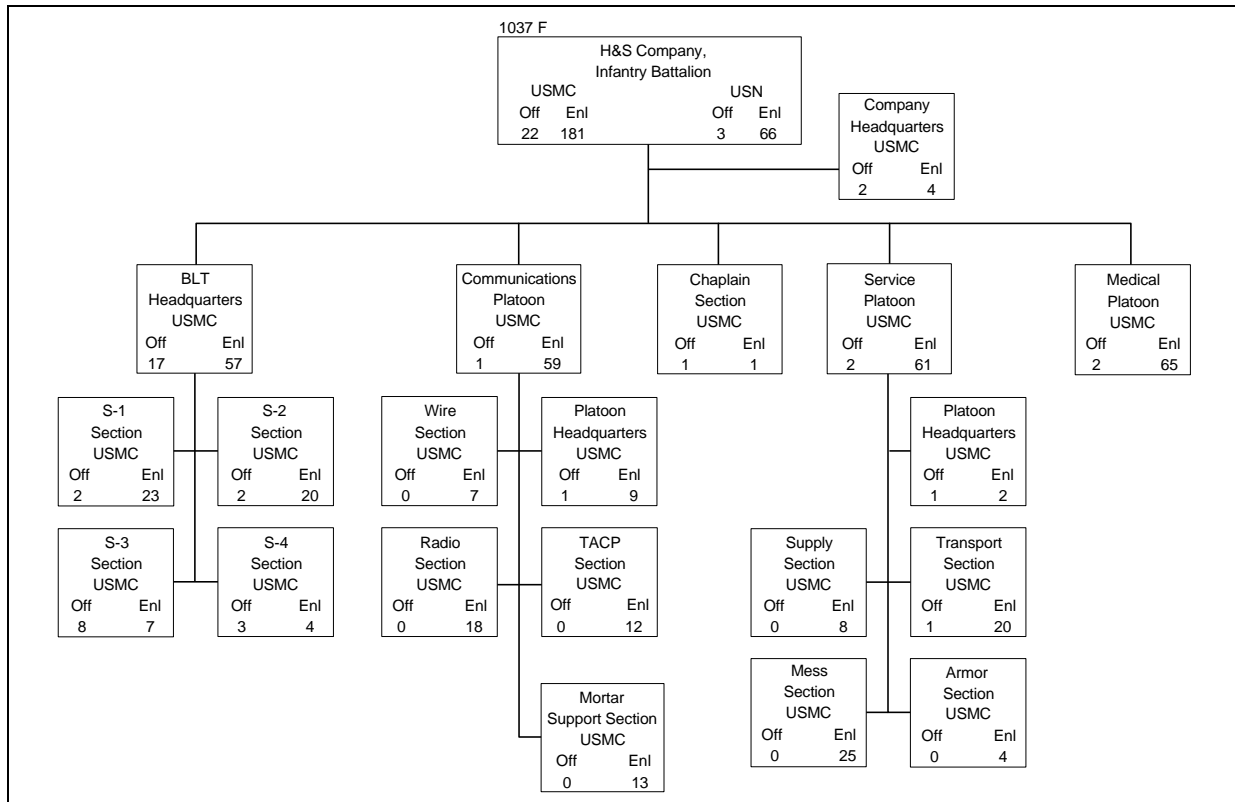 1037 F
H&S Company,
Infantry Battalion
USMC USN
Off Enl Off Enl
22 181 3 66
Company
Headquarters
USMC
Off Enl
2 4
BLT
Headquarters
USMC
Off Enl
17 57
Communications
Platoon
USMC
Off Enl
1 59
Chaplain
Section
USMC
Off Enl
1 1
Service
Platoon
USMC
Off Enl
2 61
Medical
Platoon
USMC
Off Enl
2 65
S-1
Section
USMC
Off Enl
2 23
S-2
Section
USMC
Off Enl
2 20
Wire
Section
USMC
Off Enl
0 7
Platoon
Headquarters
USMC
Off Enl
1 9
Platoon
Headquarters
USMC
Off Enl
1 2
S-3
Section
USMC
Off Enl
8 7
S-4
Section
USMC
Off Enl
3 4
Radio
Section
USMC
Off Enl
0 18
TACP
Section
USMC
Off Enl
0 12
Supply
Section
USMC
Off Enl
0 8
Transport
Section
USMC
Off Enl
1 20
Mortar
Support Section
USMC
Off Enl
0 13
Mess
Section
USMC
Off Enl
0 25
Armor
Section
USMC
Off Enl
0 4